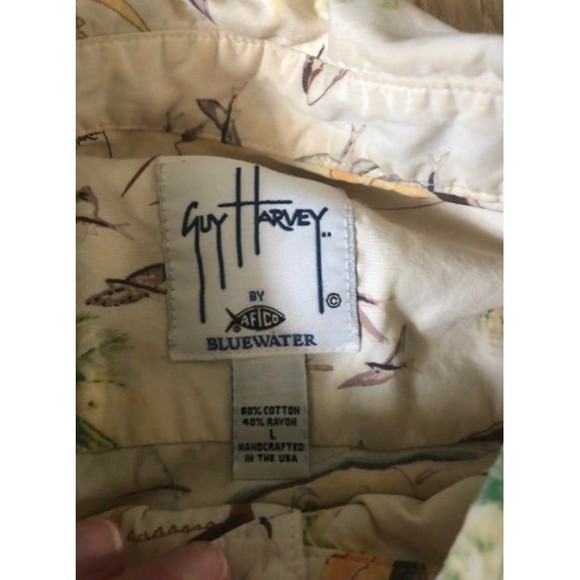 GUY HARVEY..
BY
©
AFTCO
BLUEWATER
60% COTTON
40% RAYON
L
HANDCRAFTED
IN THE USA